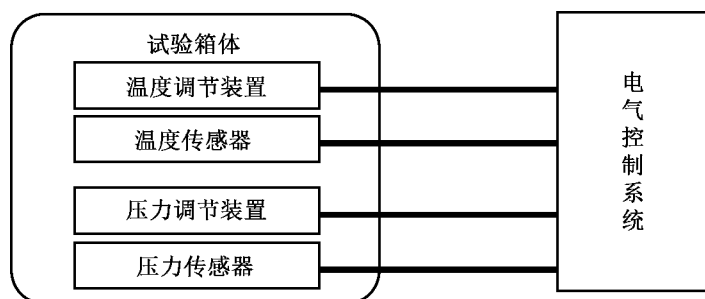 试验箱体
温度调节装置
温度传感器
压力调节装置
压力传感器
电气控制系统